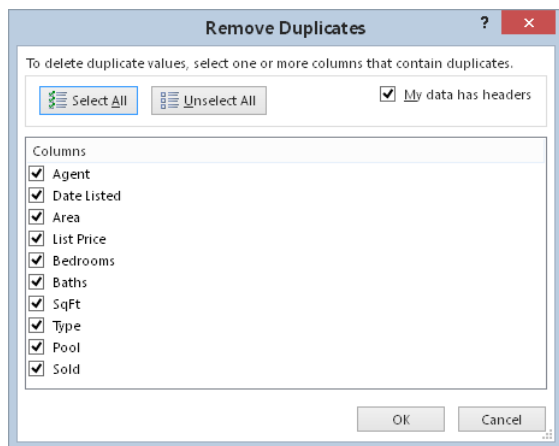 Remove Duplicates ? ×
To delete duplicate values, select one or more columns that contain duplicates.
Select All Unselect All My data has headers
Columns
Agent
Date Listed
Area
List Price
Bedrooms
Baths
SqFt
Type
Pool
Sold
OK Cancel